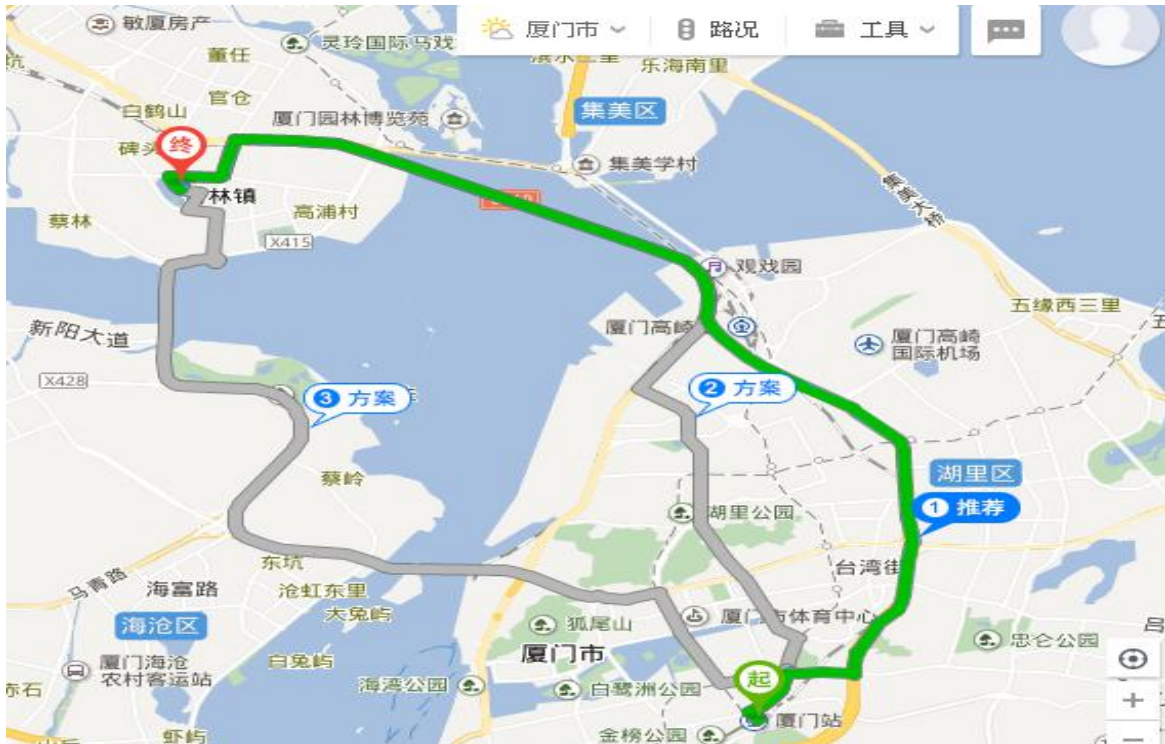 敏厦房产
灵玲国际马戏
厦门市
路况
工具
董任
乐海南里
官仓
白鹤山
厦门园林博览苑
集美区
碑头
终
集美学村
林镇
高浦村
集美大桥
蔡林
X415
观戏园
五缘西三里
新阳大道
厦门高崎
厦门高崎
国际机场
X428
3 方案
2 方案
湖里区
蔡岭
1 推荐
湖里公园
东坑
台湾街
马青路
海富路
沧虹东里
大兔屿
厦门市体育中心
海沧区
狐尾山
忠仑公园
吕
厦门市
白兔屿
厦门海沧
农村客运站
起
海湾公园
白鹭洲公园
赤石
厦门站
虾屿
金榜公园